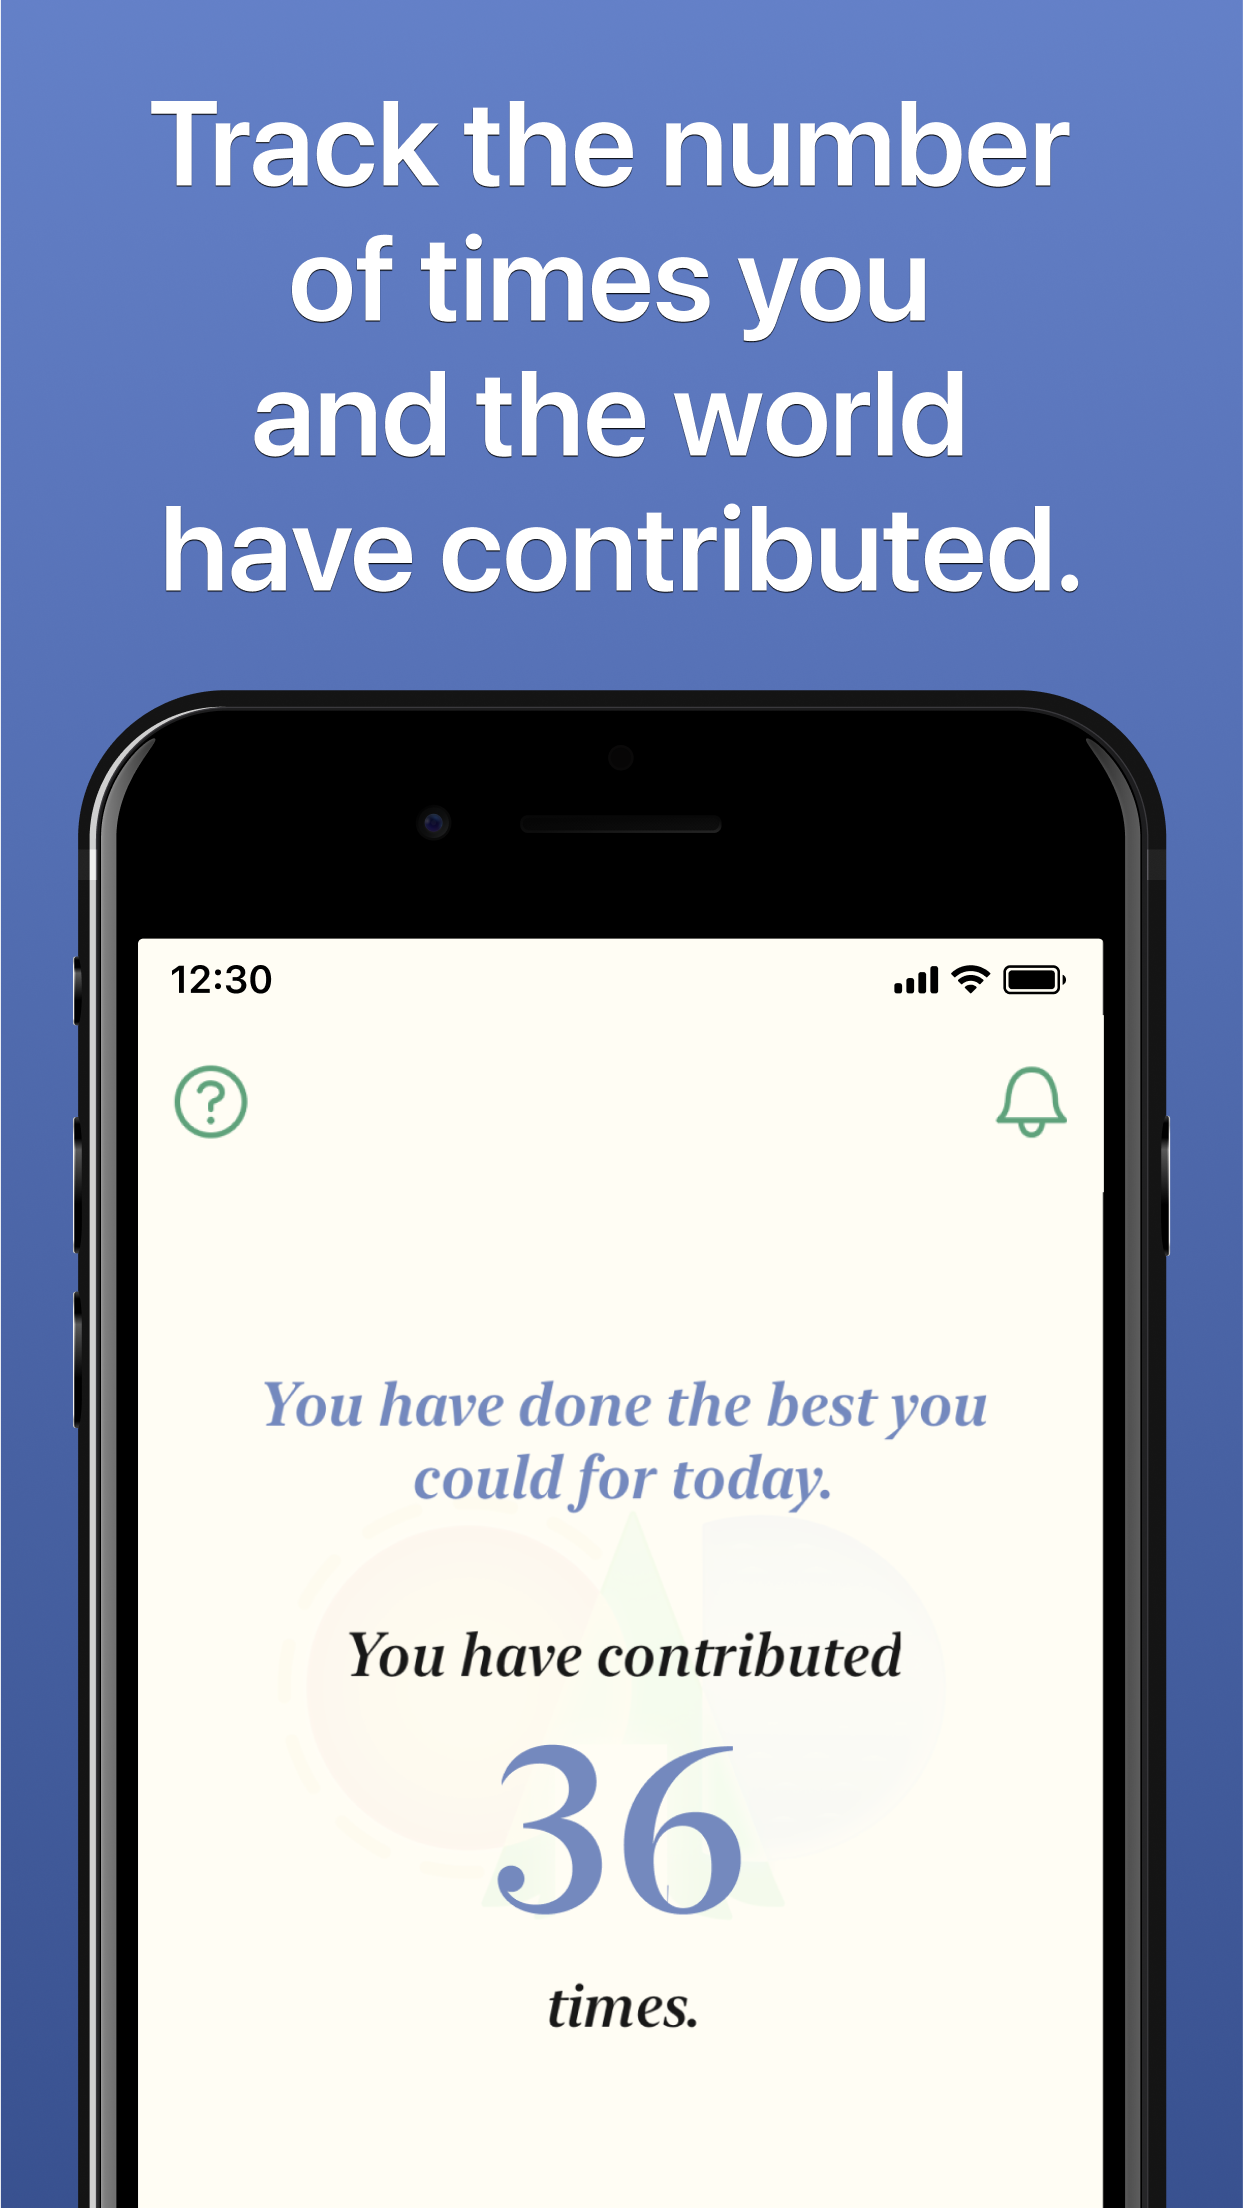 Track the number
of times you
and the world
have contributed.
12:30
You have done the best you
could for today.
You have contributed
36
times.